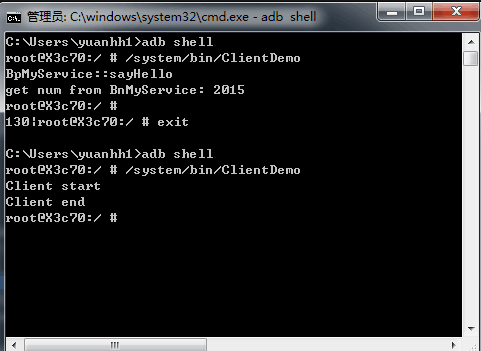 管理员: C:\windows\system32\cmd.exe - adb  shell
C:\Users\yuanhh1>adb shell
root@X3c70:/ # /system/bin/ClientDemo
BpMyService::sayHello
get num from BnMyService: 2015
root@X3c70:/ #
130|root@X3c70:/ # exit
C:\Users\yuanhh1>adb shell
root@X3c70:/ # /system/bin/ClientDemo
Client start
Client end
root@X3c70:/ #